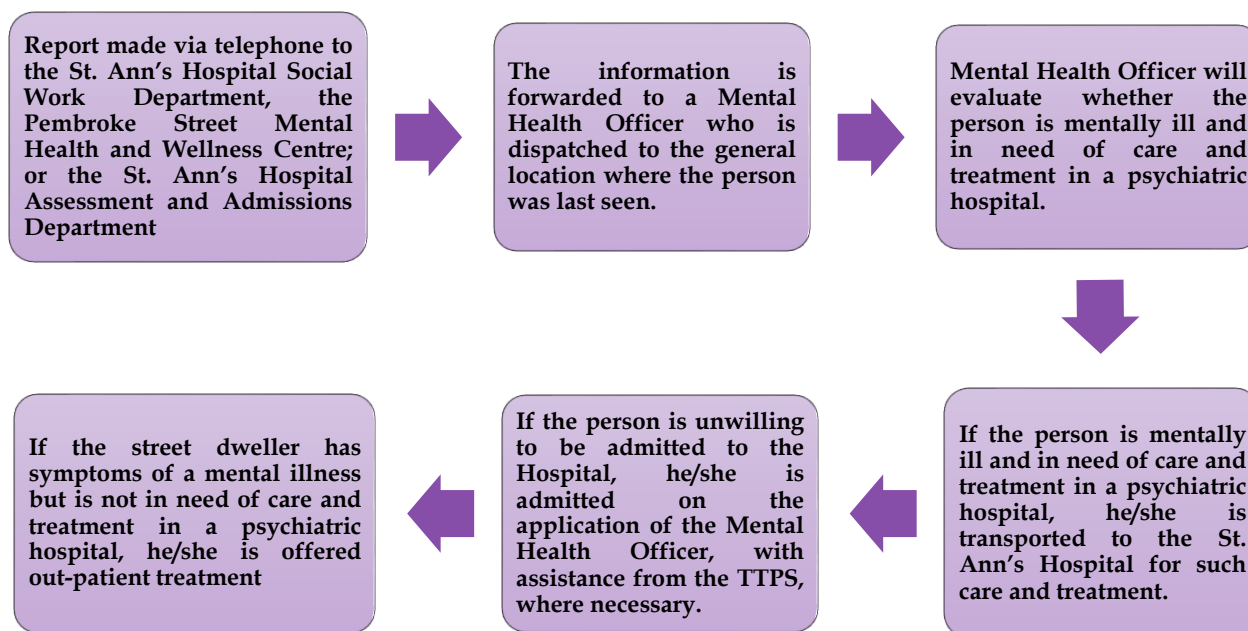 Report made via telephone to
the St. Ann's Hospital Social
Work Department, the
Pembroke Street Mental
Health and Wellness Centre;
or the St. Ann's Hospital
Assessment and Admissions
Department
The information is
forwarded to a Mental
Health Officer who is
dispatched to the general
location where the person
was last seen.
Mental Health Officer will
evaluate whether the
person is mentally ill and
in need of care and
treatment in a psychiatric
hospital.
If the person is mentally
ill and in need of care and
treatment in a psychiatric
hospital, he/she is
transported to the St.
Ann's Hospital for such
care and treatment.
If the person is unwilling
to be admitted to the
Hospital, he/she is
admitted on the
application of the Mental
Health Officer, with
assistance from the TTPS,
where necessary.
If the street dweller has
symptoms of a mental illness
but is not in need of care and
treatment in a psychiatric
hospital, he/she is offered
out-patient treatment